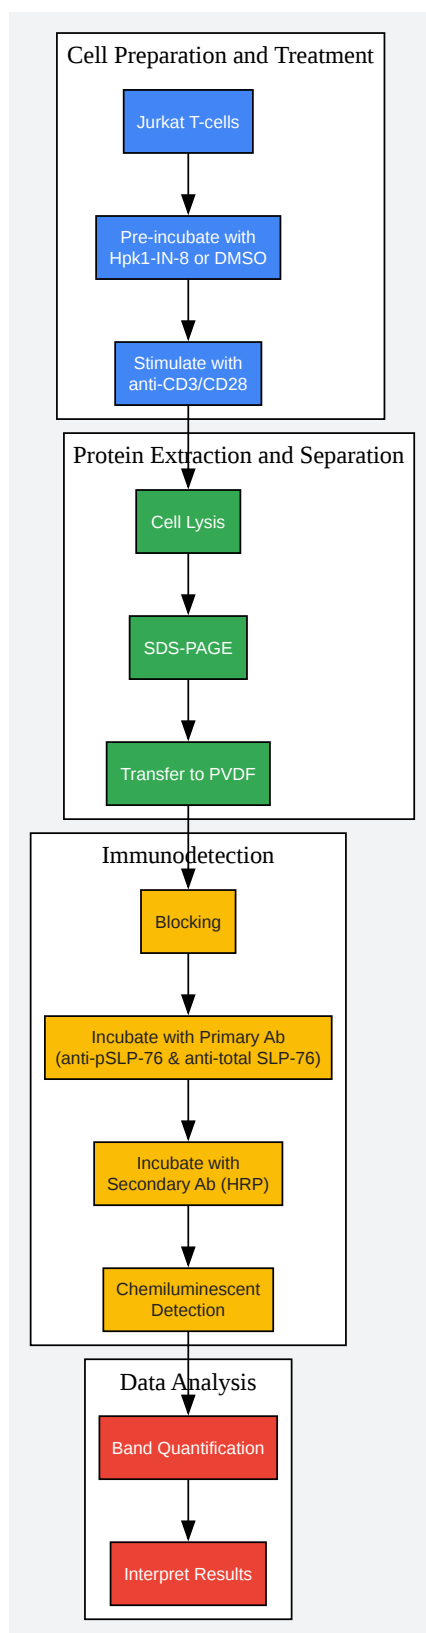 Cell Preparation and Treatment
Jurkat T-cells
Pre-incubate with
Hpk1-IN-8 or DMSO
Stimulate with
anti-CD3/CD28
Protein Extraction and Separation
Cell Lysis
SDS-PAGE
Transfer to PVDF
Immunodetection
Blocking
Incubate with Primary Ab
(anti-pSLP-76 & anti-total SLP-76)
Incubate with
Secondary Ab (HRP)
Chemiluminescent
Detection
Data Analysis
Band Quantification
Interpret Results